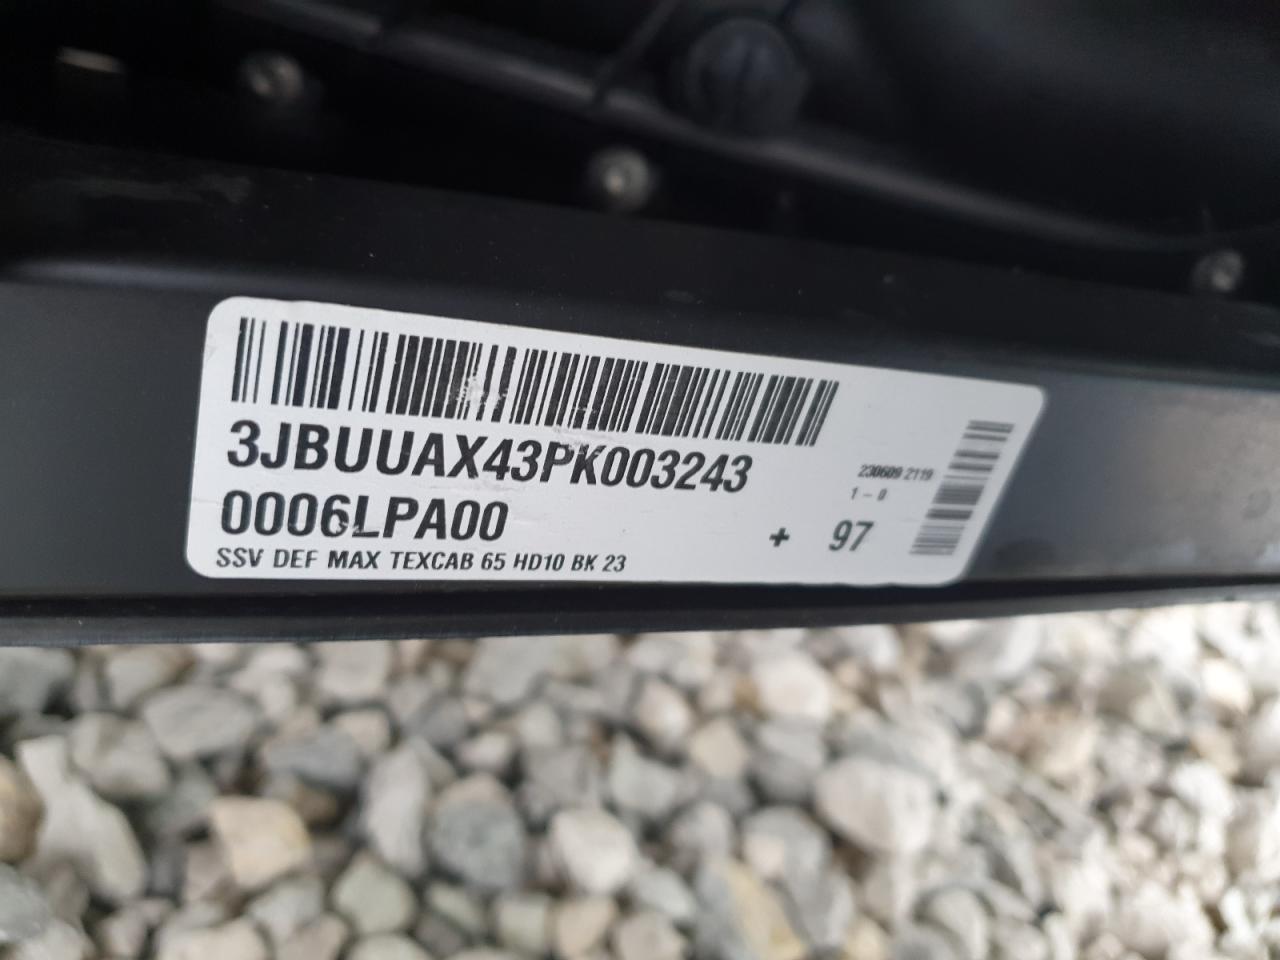 3JBUUAX43PK003243
0006LPA00
SSV DEF MAX TEXCAB 65 HD10 BK 23
230609 2119
1 - 0
+ 97